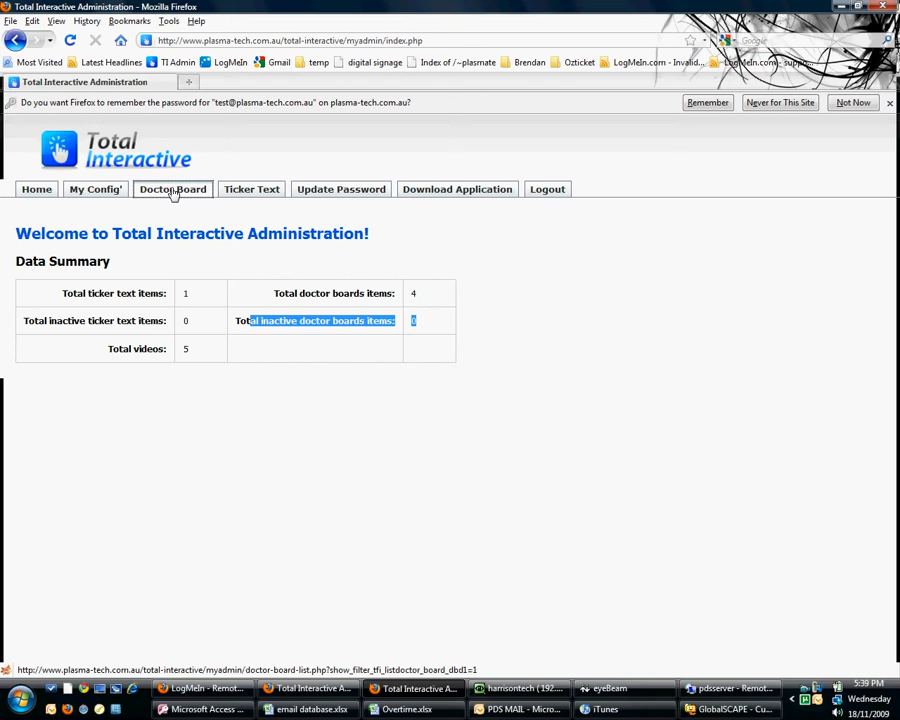 Total Interactive Administration - Mozilla Firefox
File Edit View History Bookmarks Tools Help
http://www.plasma-tech.com.au/total-interactive/myadmin/index.php
Google
Most Visited Latest Headlines TI Admin LogMeIn Gmail temp digital signage Index of /~plasmate Brendan Ozticket LogMeIn.com - Invalid... LogMeIn.com - suppo...
Total Interactive Administration
Do you want Firefox to remember the password for "test@plasma-tech.com.au" on plasma-tech.com.au? Remember Never for This Site Not Now
Total
Interactive
Home My Config' Doctor Board Ticker Text Update Password Download Application Logout
Welcome to Total Interactive Administration!
Data Summary
Total ticker text items: 1 Total doctor boards items: 4
Total inactive ticker text items: 0 Total inactive doctor boards items: 0
Total videos: 5
http://www.plasma-tech.com.au/total-interactive/myadmin/doctor-board-list.php?show_filter_tfi_listdoctor_board_dbd1=1
LogMeIn - Remot... Total Interactive A... Total Interactive A... harrisontech (192.... eyeBeam pdsserver - Remot... 5:39 PM
Wednesday
Microsoft Access ... email database.xlsx Overtime.xlsx PDS MAIL - Micro... iTunes GlobalSCAPE - Cu... 18/11/2009